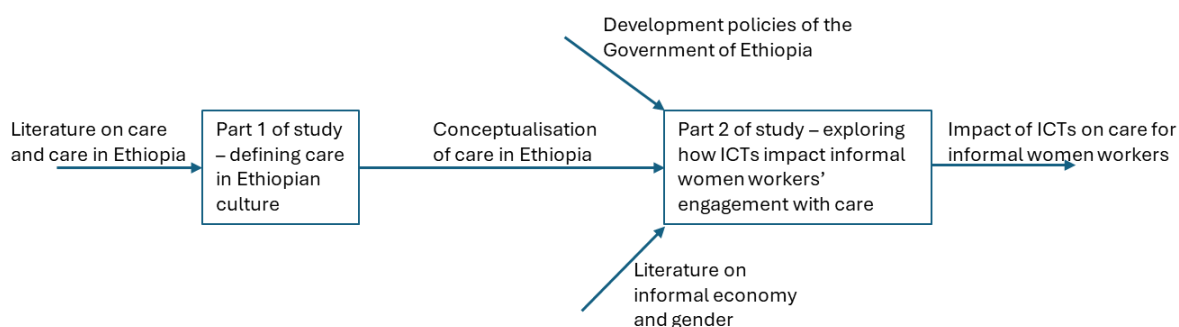 Development policies of the
Government of Ethiopia
Literature on care
and care in Ethiopia
Part 1 of study
– defining care
in Ethiopian
culture
Conceptualisation
of care in Ethiopia
Part 2 of study – exploring
how ICTs impact informal
women workers’
engagement with care
Impact of ICTs on care for
informal women workers
Literature on
informal economy
and gender